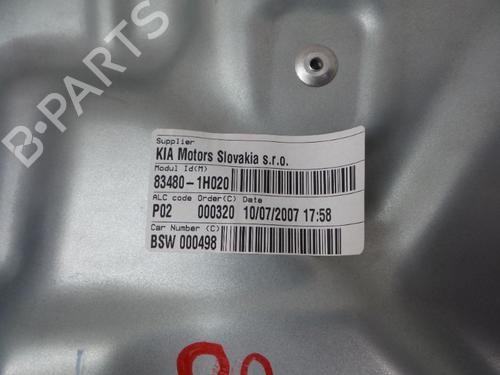 B-PARTS
Supplier
KIA Motors Slovakia s.r.o.
Modul Id(M)
83480-1H020
ALC code Order(C) Date
P02 000320 10/07/2007 17:58
Car Number (C)
BSW 000498